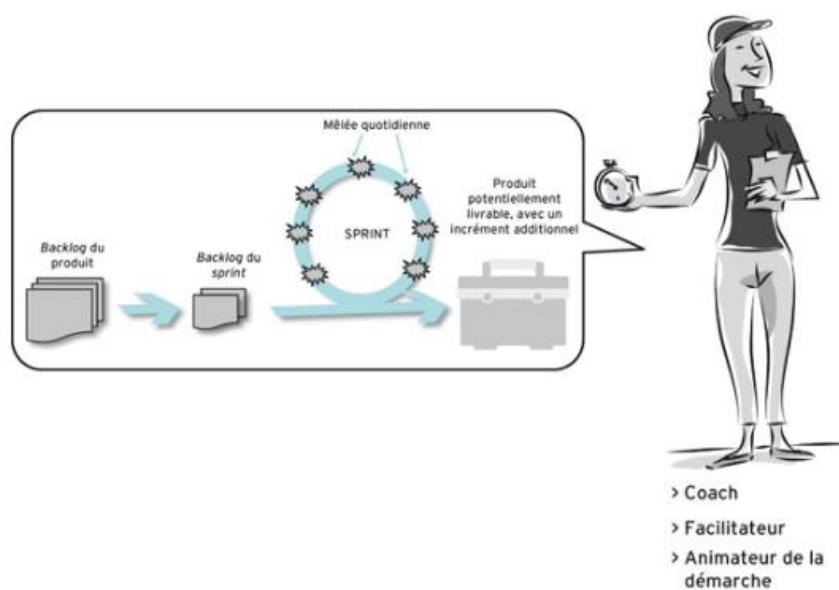 Mêlée quotidienne
Produit
potentiellement
livrable, avec un
incrément additionnel
SPRINT
Backlog du
produit
Backlog du
sprint
> Coach
> Facilitateur
> Animateur de la
démarche